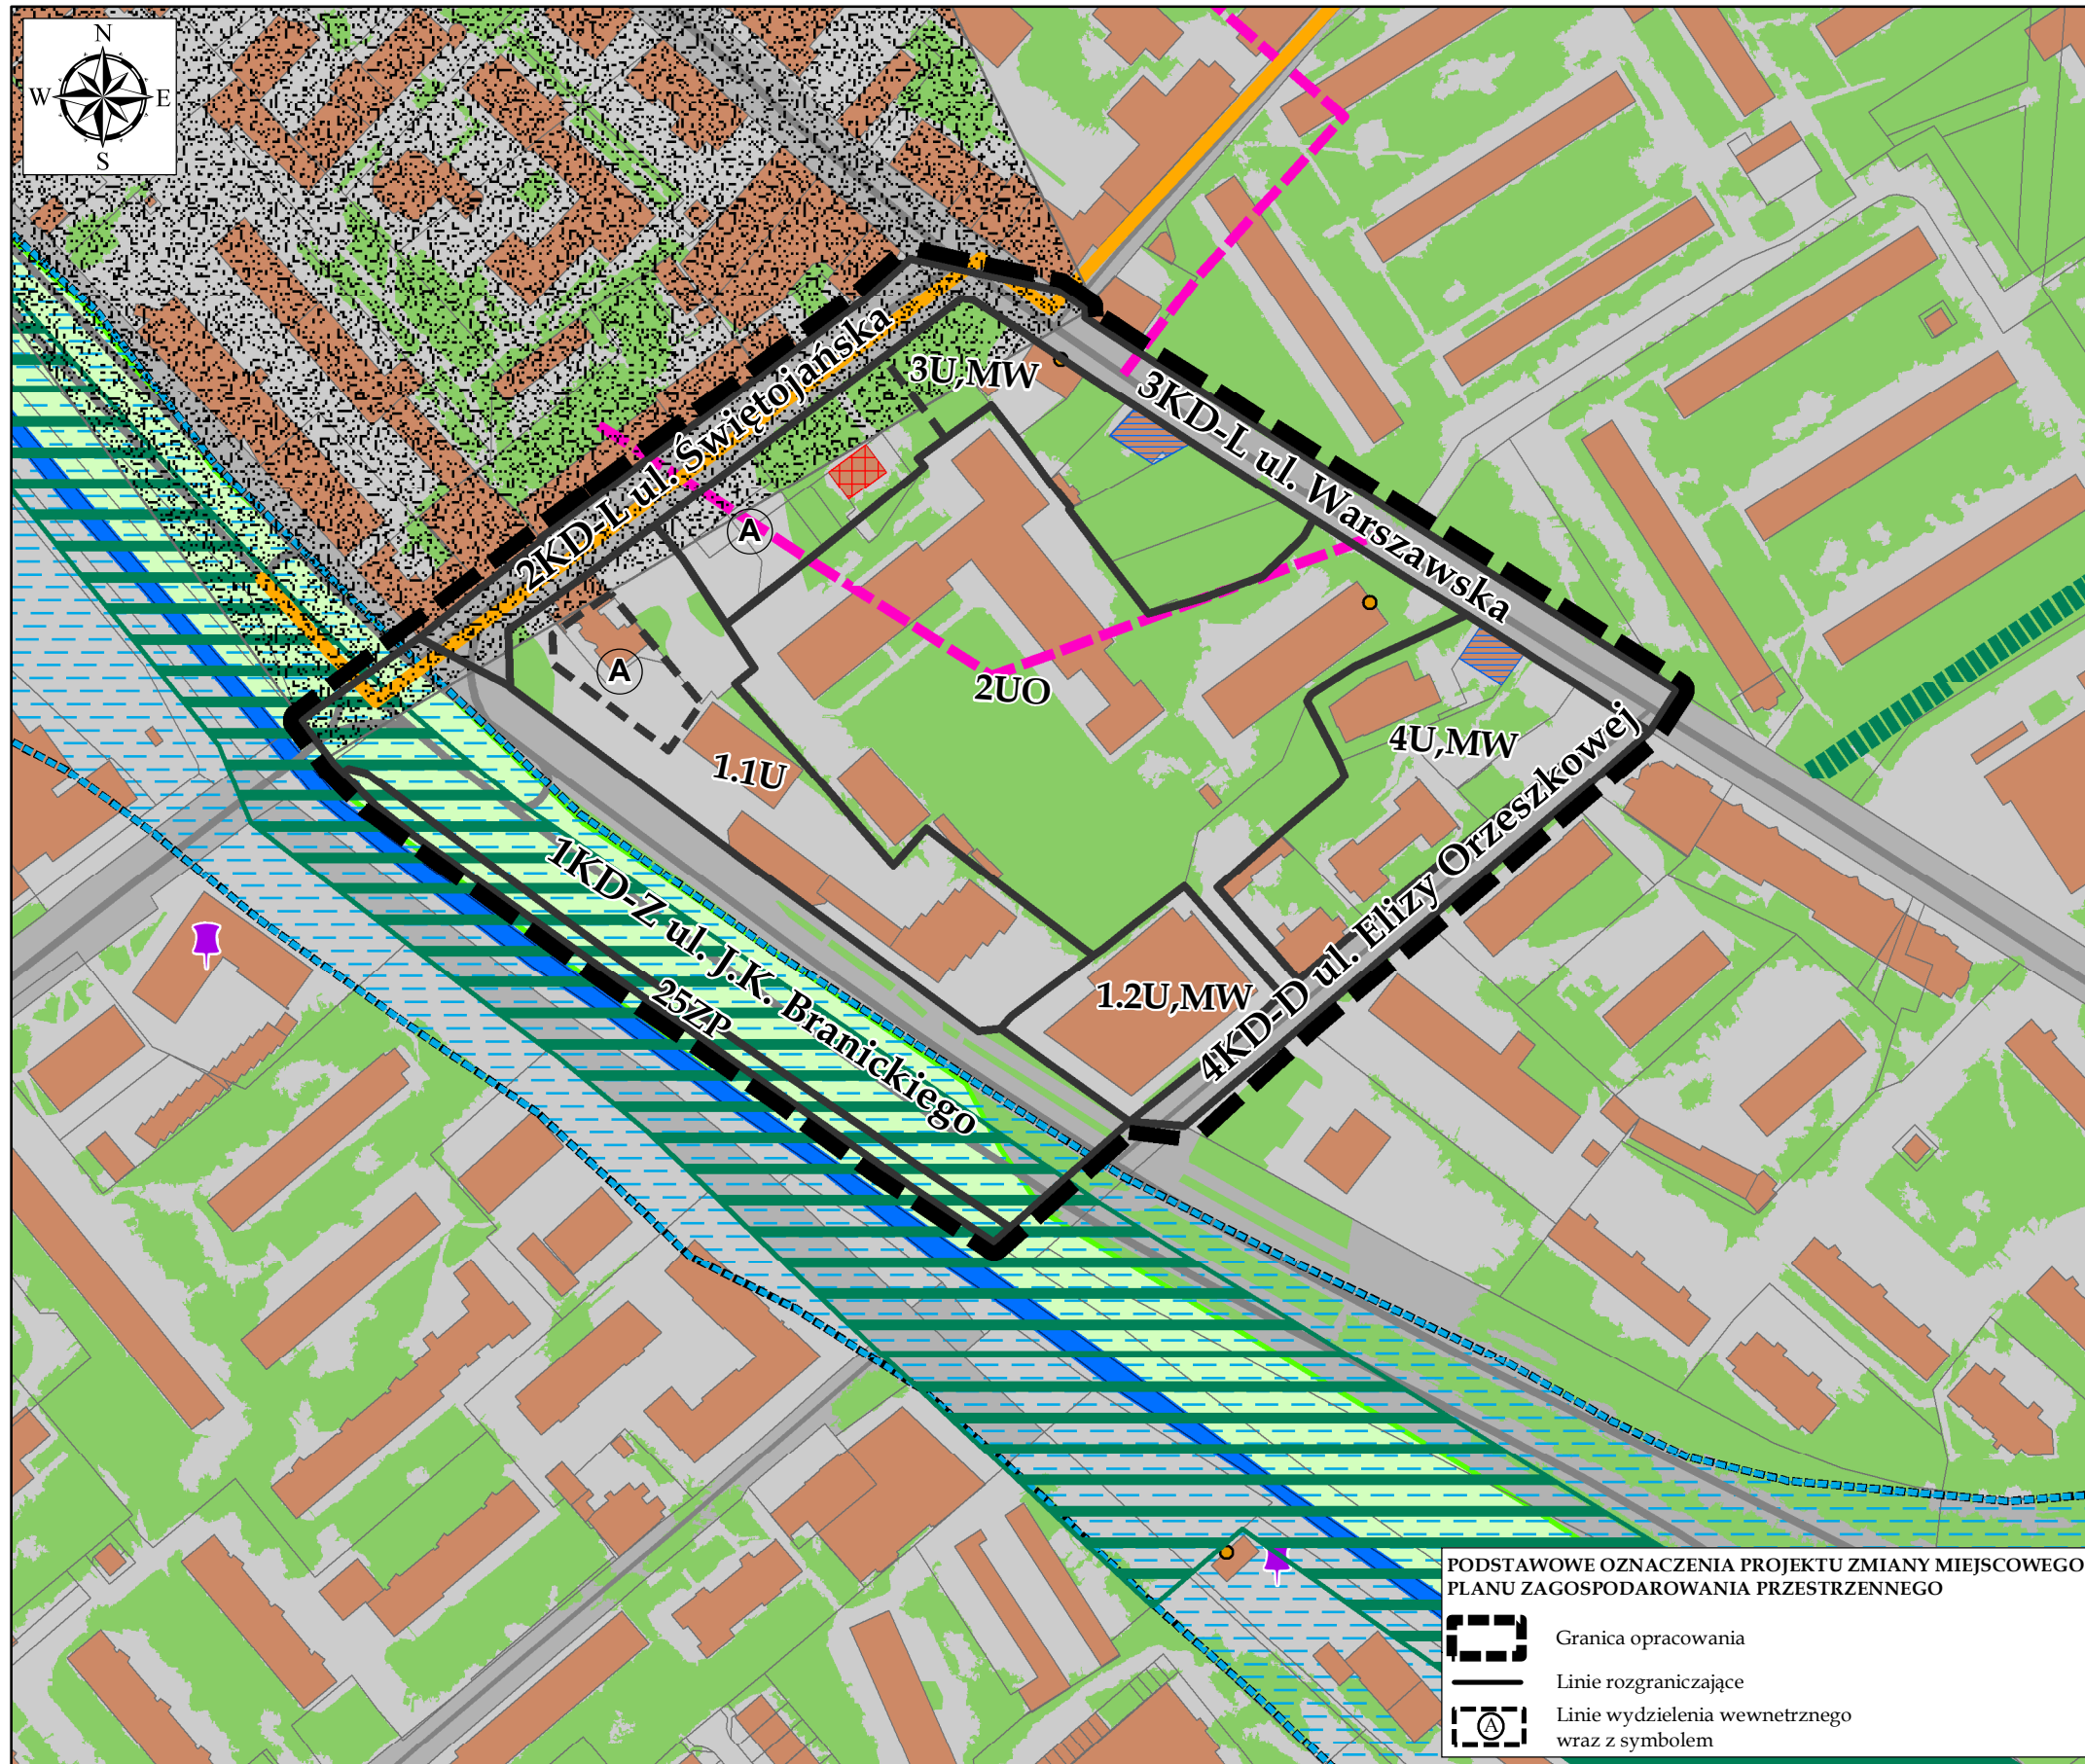 N
W E
S
3U,MW
2KD-L ul. Świętojańska
3KD-L ul. Warszawska
A
A
2UO
4U,MW
1.1U
4KD-D ul. Elizy Orzeszkowej
1KD-Z ul. J.K. Branickiego
25ZP
1.2U,MW
PODSTAWOWE OZNACZENIA PROJEKTU ZMIANY MIEJSCOWEGO
PLANU ZAGOSPODAROWANIA PRZESTRZENNEGO
Granica opracowania
Linie rozgraniczające
A
Linie wydzielenia wewnetrznego
wraz z symbolem